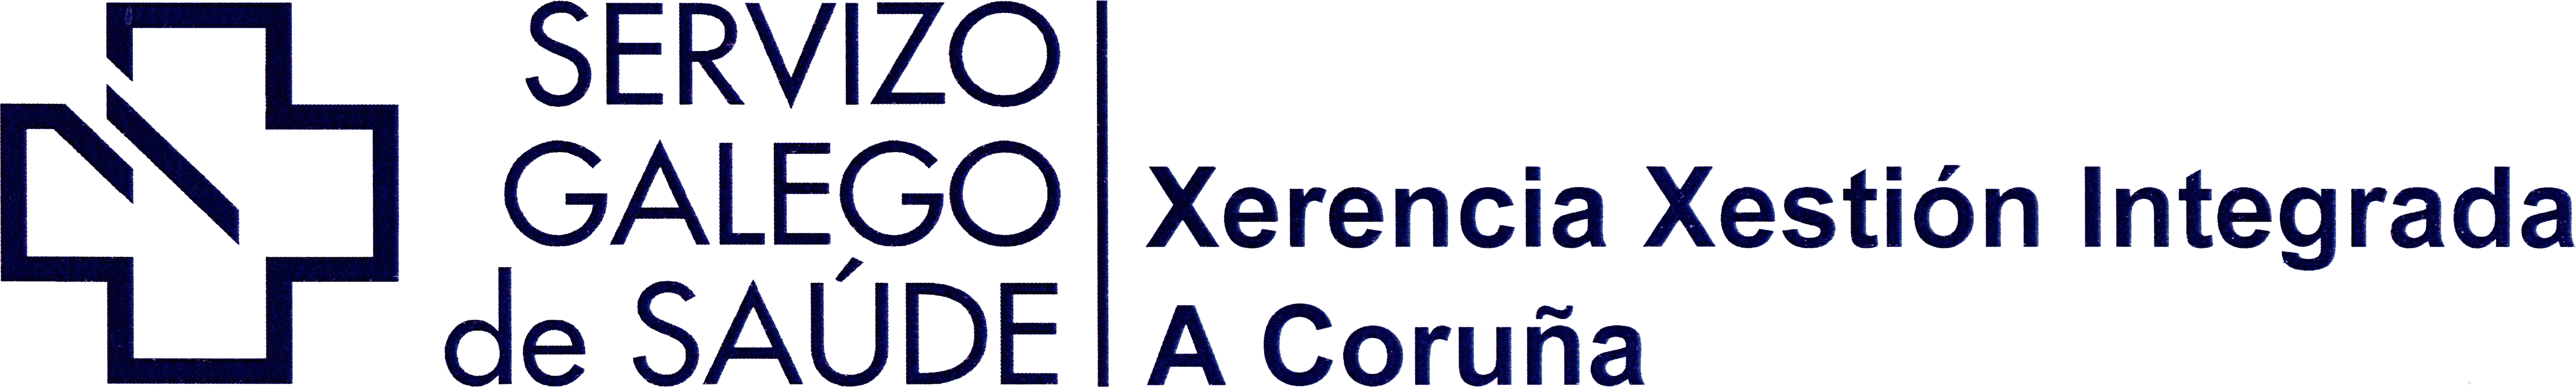 SERVIZO
GALEGO
de SAÚDE
Xerencia Xestión Integrada
A Coruña